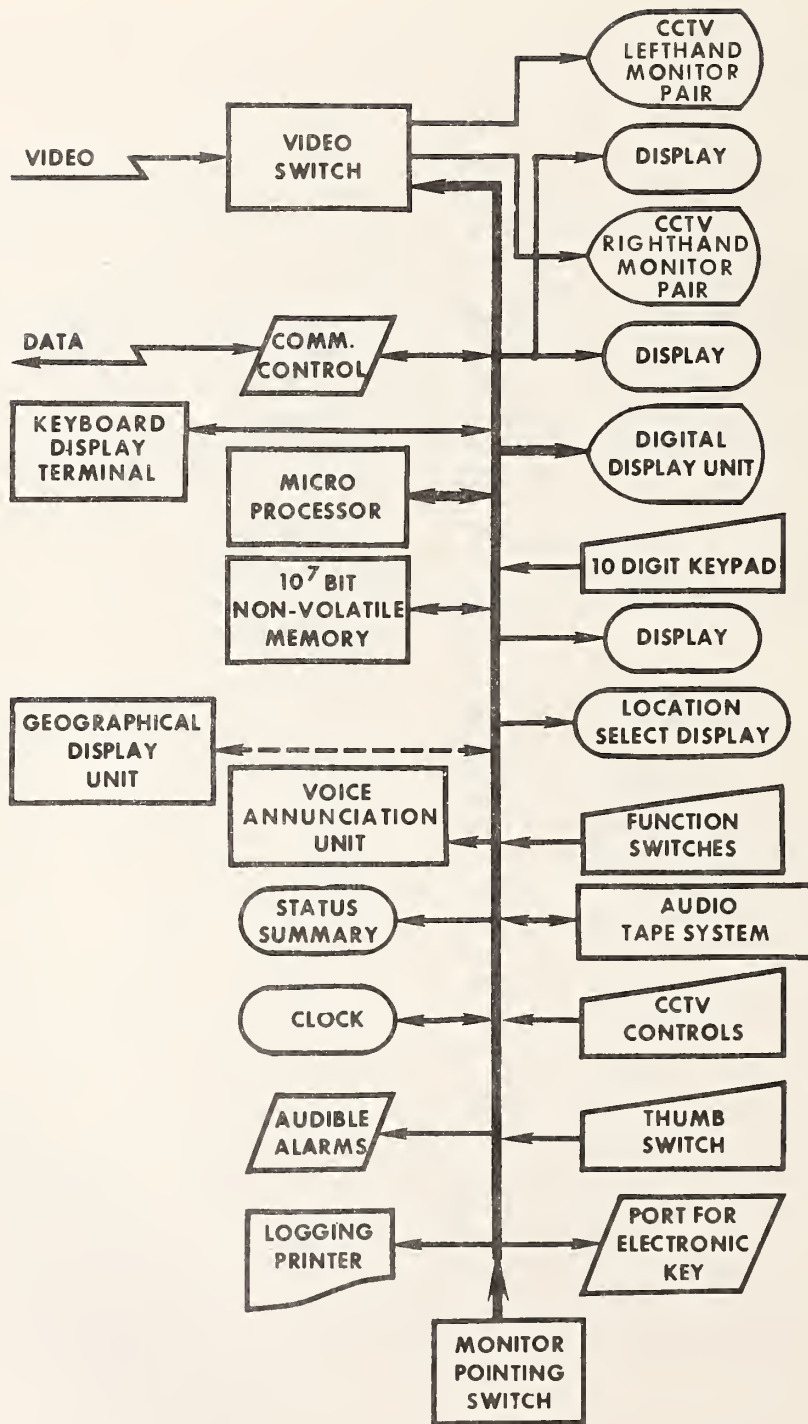 CCTV
LEFTHAND
MONITOR
PAIR
VIDEO
VIDEO
SWITCH
DISPLAY
CCTV
RIGHTHAND
MONITOR
PAIR
DATA
COMM.
CONTROL
DISPLAY
KEYBOARD
DISPLAY
TERMINAL
DIGITAL
DISPLAY UNIT
MICRO
PROCESSOR
10 DIGIT KEYPAD
10⁷ BIT
NON-VOLATILE
MEMORY
DISPLAY
GEOGRAPHICAL
DISPLAY
UNIT
LOCATION
SELECT DISPLAY
VOICE
ANNUNCIATION
UNIT
FUNCTION
SWITCHES
STATUS
SUMMARY
AUDIO
TAPE SYSTEM
CLOCK
CCTV
CONTROLS
AUDIBLE
ALARMS
THUMB
SWITCH
LOGGING
PRINTER
PORT FOR
ELECTRONIC
KEY
MONITOR
POINTING
SWITCH